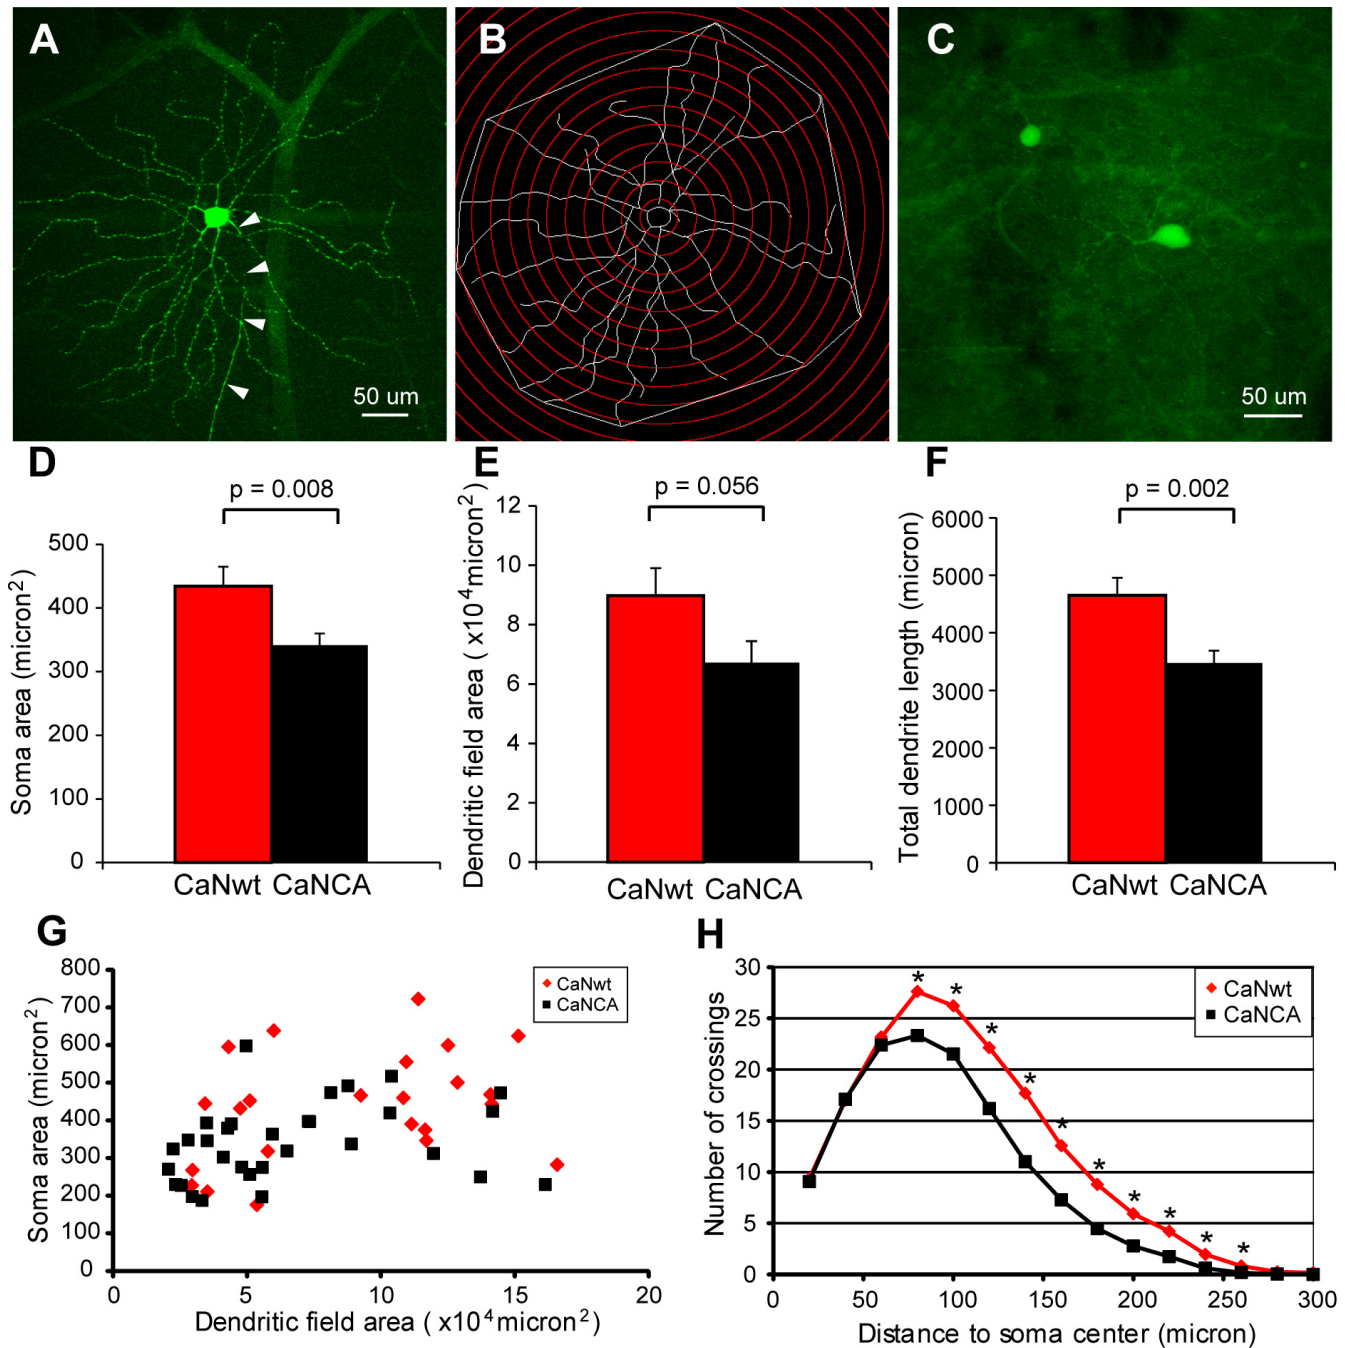 A
B
C
50 um
50 um
D
E
F
p = 0.008
p = 0.056
p = 0.002
Soma area (micron2)
500
400
300
200
100
0
CaNwt CaNCA
Dendritic field area ( x104micron2)
12
10
8
6
4
2
0
CaNwt CaNCA
Total dendrite length (micron)
6000
5000
4000
3000
2000
1000
0
CaNwt CaNCA
G
Soma area (micron2)
800
700
600
500
400
300
200
100
0
0 5 10 15 20
Dendritic field area ( x104micron2)
CaNwt
CaNCA
H
Number of crossings
30
25
20
15
10
5
0
0 50 100 150 200 250 300
Distance to soma center (micron)
CaNwt
CaNCA
* * * * * * * * * *